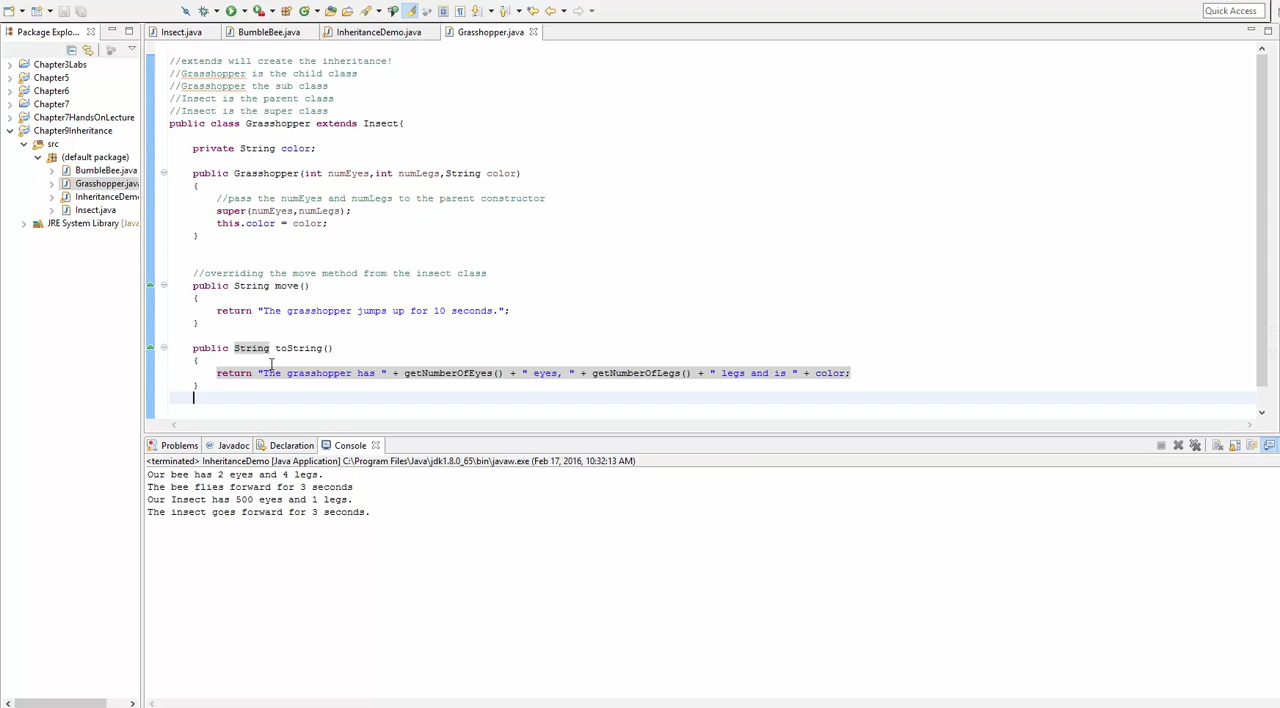 Quick Access
Package Explo...
Insect.java
BumbleBee.java
InheritanceDemo.java
Grasshopper.java
Chapter3Labs
Chapter5
Chapter6
Chapter7
Chapter7HandsOnLecture
Chapter9Inheritance
src
(default package)
BumbleBee.java
Grasshopper.java
InheritanceDem
Insect.java
JRE System Library [Java
//extends will create the inheritance!
//Grasshopper is the child class
//Grasshopper the sub class
//Insect is the parent class
//Insect is the super class
public class Grasshopper extends Insect{
private String color;
public Grasshopper(int numEyes,int numLegs,String color)
{
//pass the numEyes and numLegs to the parent constructor
super(numEyes,numLegs);
this.color = color;
}
//overriding the move method from the insect class
public String move()
{
return "The grasshopper jumps up for 10 seconds.";
}
public String toString()
{
return "The grasshopper has " + getNumberOfEyes() + " eyes, " + getNumberOfLegs() + " legs and is " + color;
}
Problems
Javadoc
Declaration
Console
<terminated> InheritanceDemo [Java Application] C:\Program Files\Java\jdk1.8.0_65\bin\javaw.exe (Feb 17, 2016, 10:32:13 AM)
Our bee has 2 eyes and 4 legs.
The bee flies forward for 3 seconds
Our Insect has 500 eyes and 1 legs.
The insect goes forward for 3 seconds.